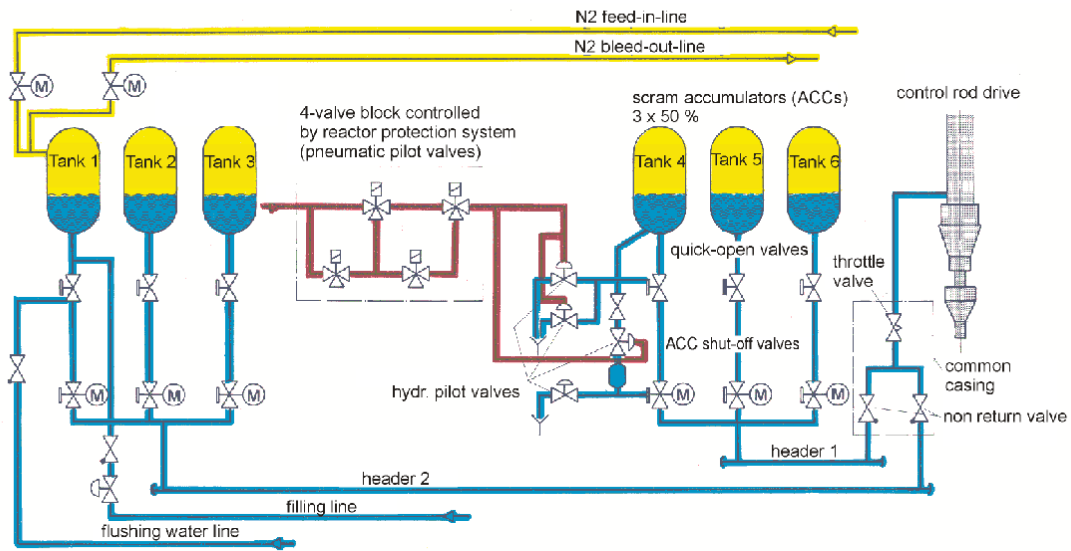 N2 feed-in-line
N2 bleed-out-line
M
M
4-valve block controlled
by reactor protection system
(pneumatic pilot valves)
scram accumulators (ACCs)
3 x 50 %
control rod drive
Tank 1
Tank 2
Tank 3
Tank 4
Tank 5
Tank 6
quick-open valves
throttle
valve
ACC shut-off valves
hydr. pilot valves
common
casing
non return valve
M
M
M
M
M
M
header 1
header 2
filling line
flushing water line